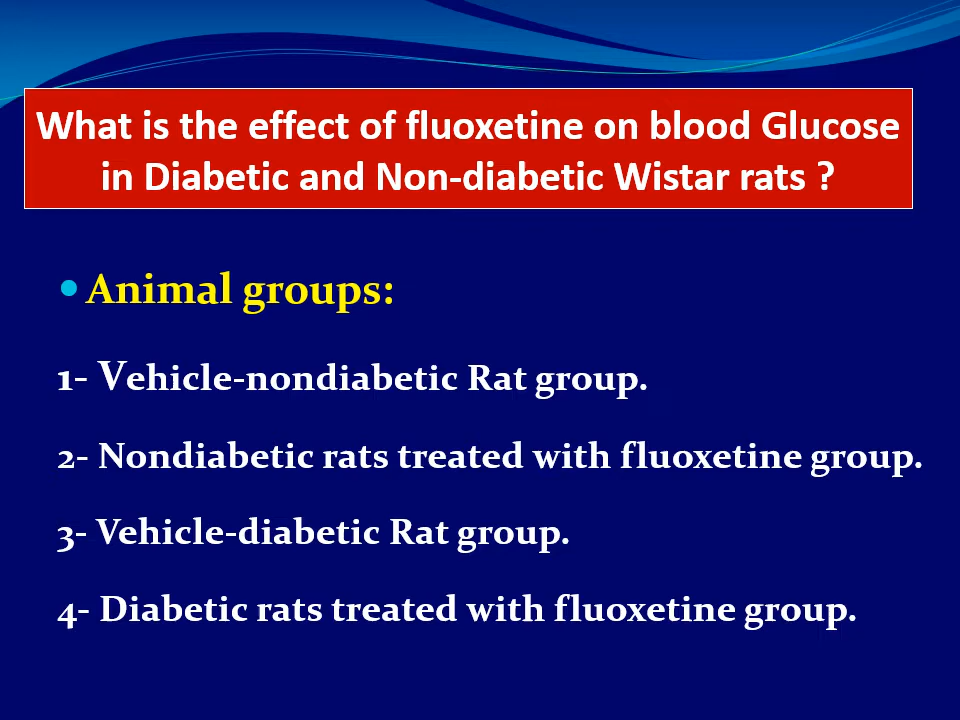 What is the effect of fluoxetine on blood Glucose
in Diabetic and Non-diabetic Wistar rats ?
• Animal groups:
1- Vehicle-nondiabetic Rat group.
2- Nondiabetic rats treated with fluoxetine group.
3- Vehicle-diabetic Rat group.
4- Diabetic rats treated with fluoxetine group.